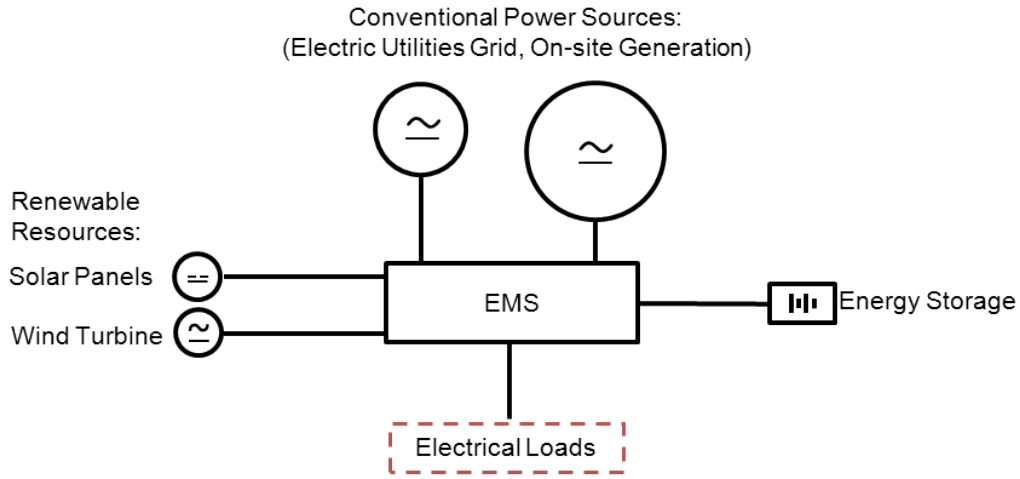 Conventional Power Sources:
(Electric Utilities Grid, On-site Generation)
Renewable
Resources:
Solar Panels
Wind Turbine
EMS
Energy Storage
Electrical Loads